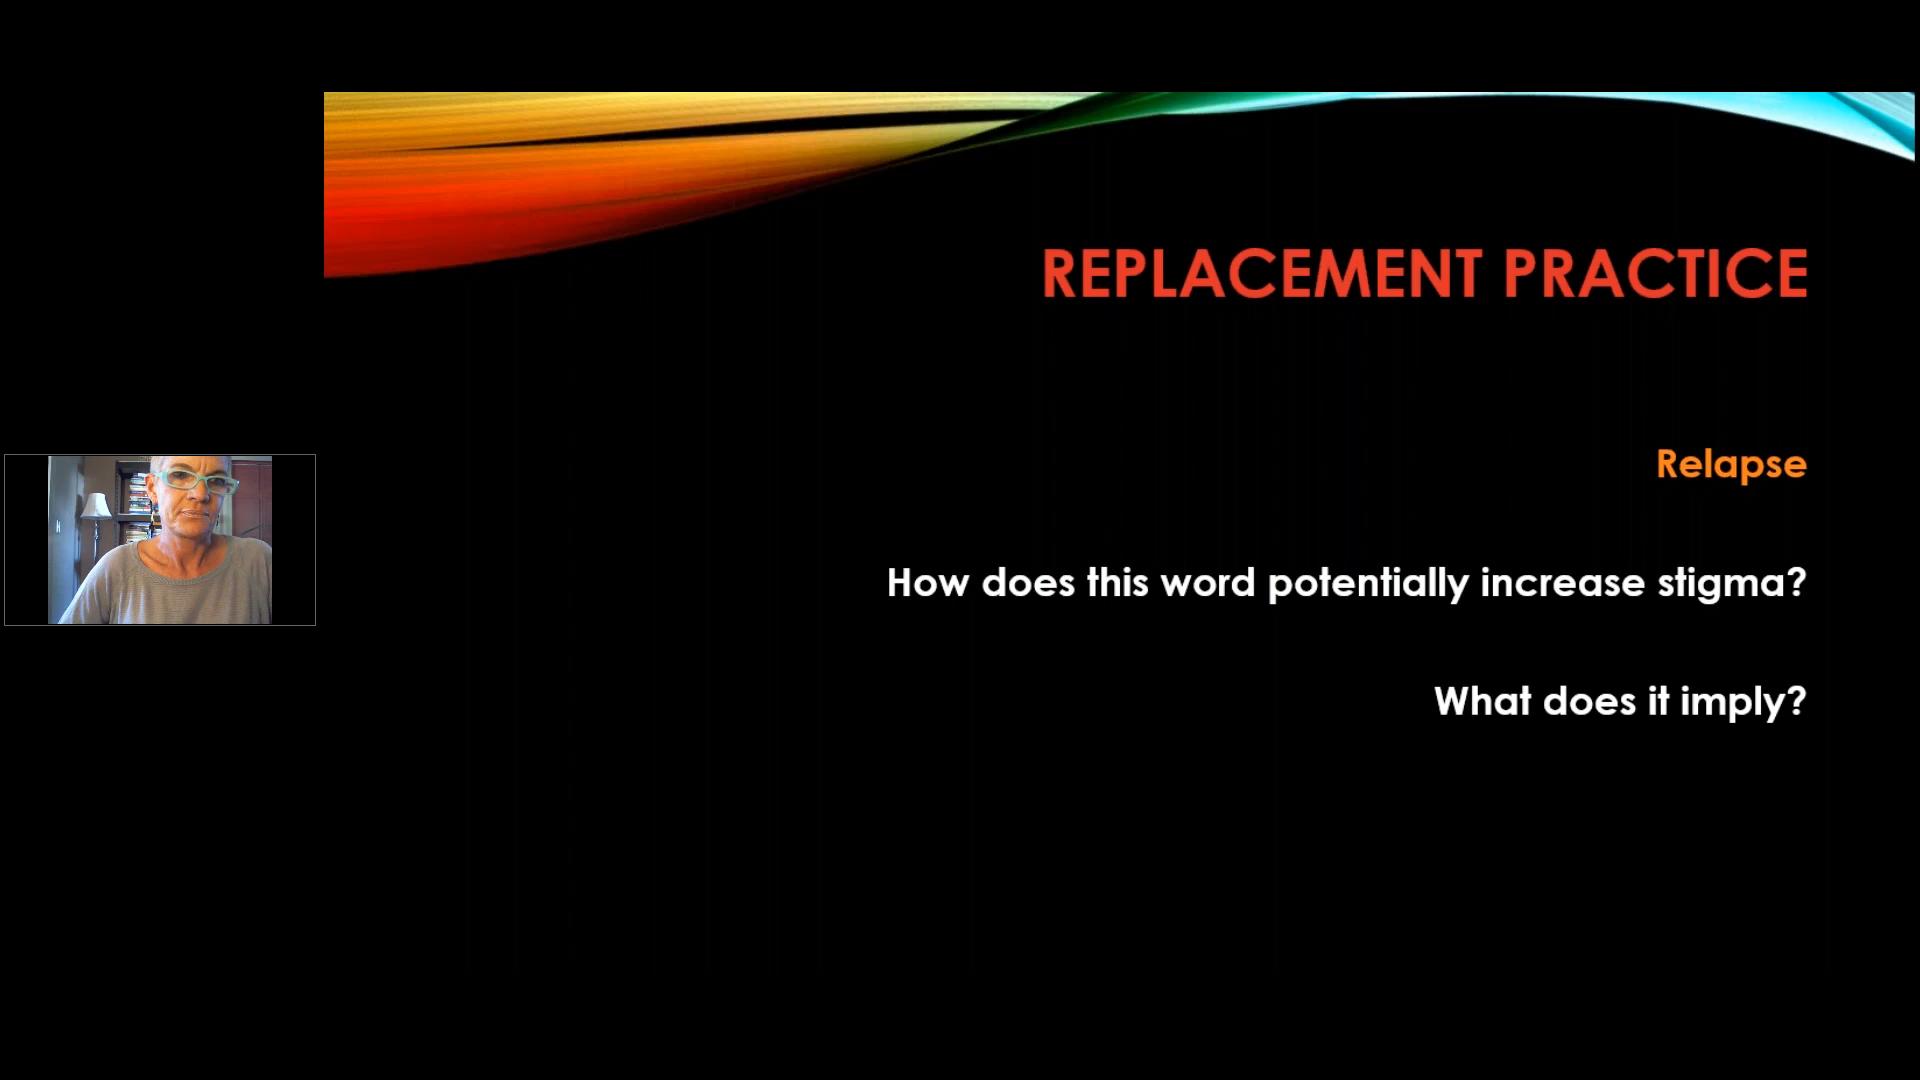 REPLACEMENT PRACTICE
Relapse
How does this word potentially increase stigma?
What does it imply?